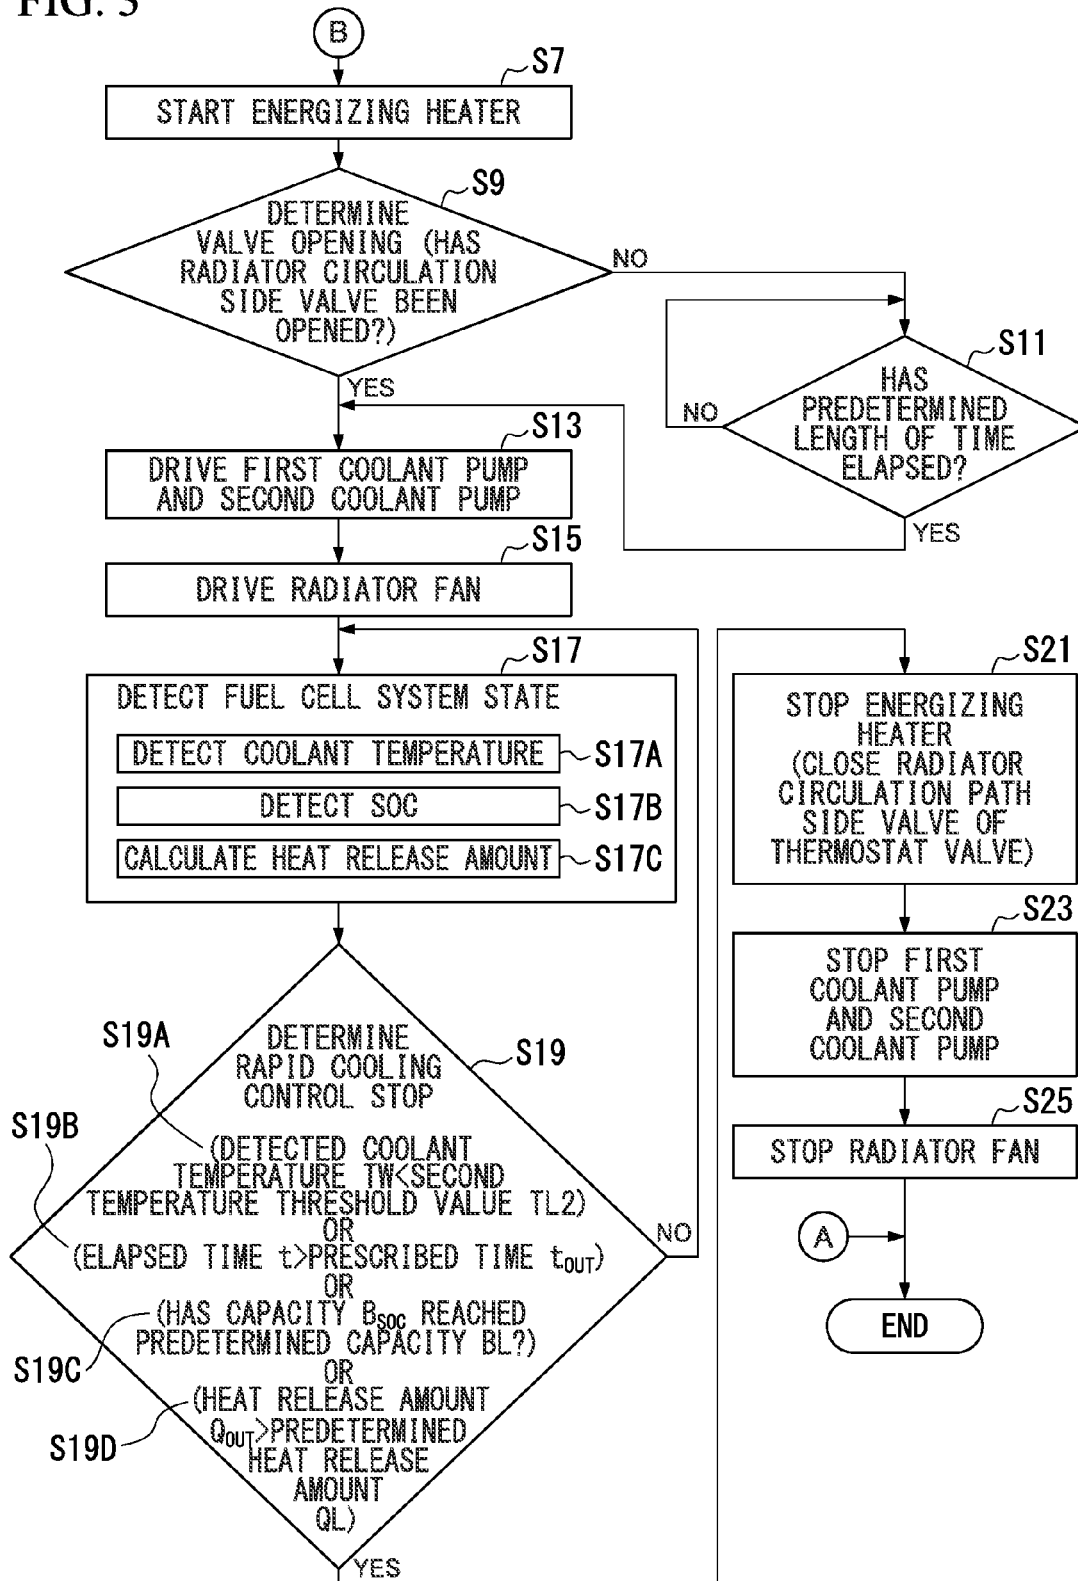 FIG. 5
B
S7
START ENERGIZING HEATER
S9
DETERMINE
VALVE OPENING (HAS
RADIATOR CIRCULATION
SIDE VALVE BEEN
OPENED?)
NO
YES
S11
HAS
PREDETERMINED
LENGTH OF TIME
ELAPSED?
NO
YES
S13
DRIVE FIRST COOLANT PUMP
AND SECOND COOLANT PUMP
S15
DRIVE RADIATOR FAN
S17
DETECT FUEL CELL SYSTEM STATE
DETECT COOLANT TEMPERATURE
S17A
DETECT SOC
S17B
CALCULATE HEAT RELEASE AMOUNT
S17C
S19
DETERMINE
RAPID COOLING
CONTROL STOP
S19A
(DETECTED COOLANT
TEMPERATURE TW<SECOND
TEMPERATURE THRESHOLD VALUE TL2)
OR
S19B
(ELAPSED TIME t>PRESCRIBED TIME tOUT)
OR
S19C
(HAS CAPACITY BSOC REACHED
PREDETERMINED CAPACITY BL?)
OR
S19D
(HEAT RELEASE AMOUNT
QOUT>PREDETERMINED
HEAT RELEASE
AMOUNT
QL)
NO
YES
S21
STOP ENERGIZING
HEATER
(CLOSE RADIATOR
CIRCULATION PATH
SIDE VALVE OF
THERMOSTAT VALVE)
S23
STOP FIRST
COOLANT PUMP
AND SECOND
COOLANT PUMP
S25
STOP RADIATOR FAN
A
END